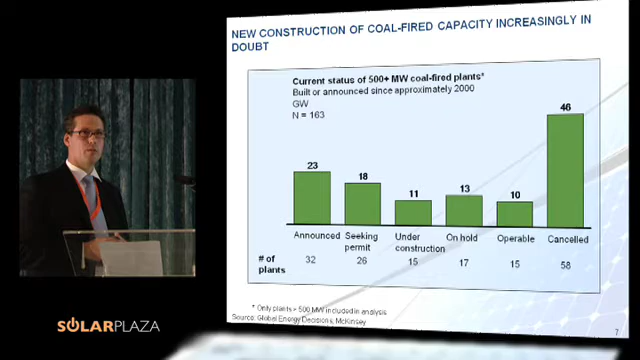 NEW CONSTRUCTION OF COAL-FIRED CAPACITY INCREASINGLY IN
DOUBT
Current status of 500+ MW coal-fired plants*
Built or announced since approximately 2000
GW
N = 163
23
18
11
13
10
46
Announced
Seeking
permit
Under
construction
On hold
Operable
Cancelled
# of
plants
32
26
15
17
15
58
* Only plants > 500 MW included in analysis
Source: Global Energy Decisions, McKinsey
7
SOLARPLAZA